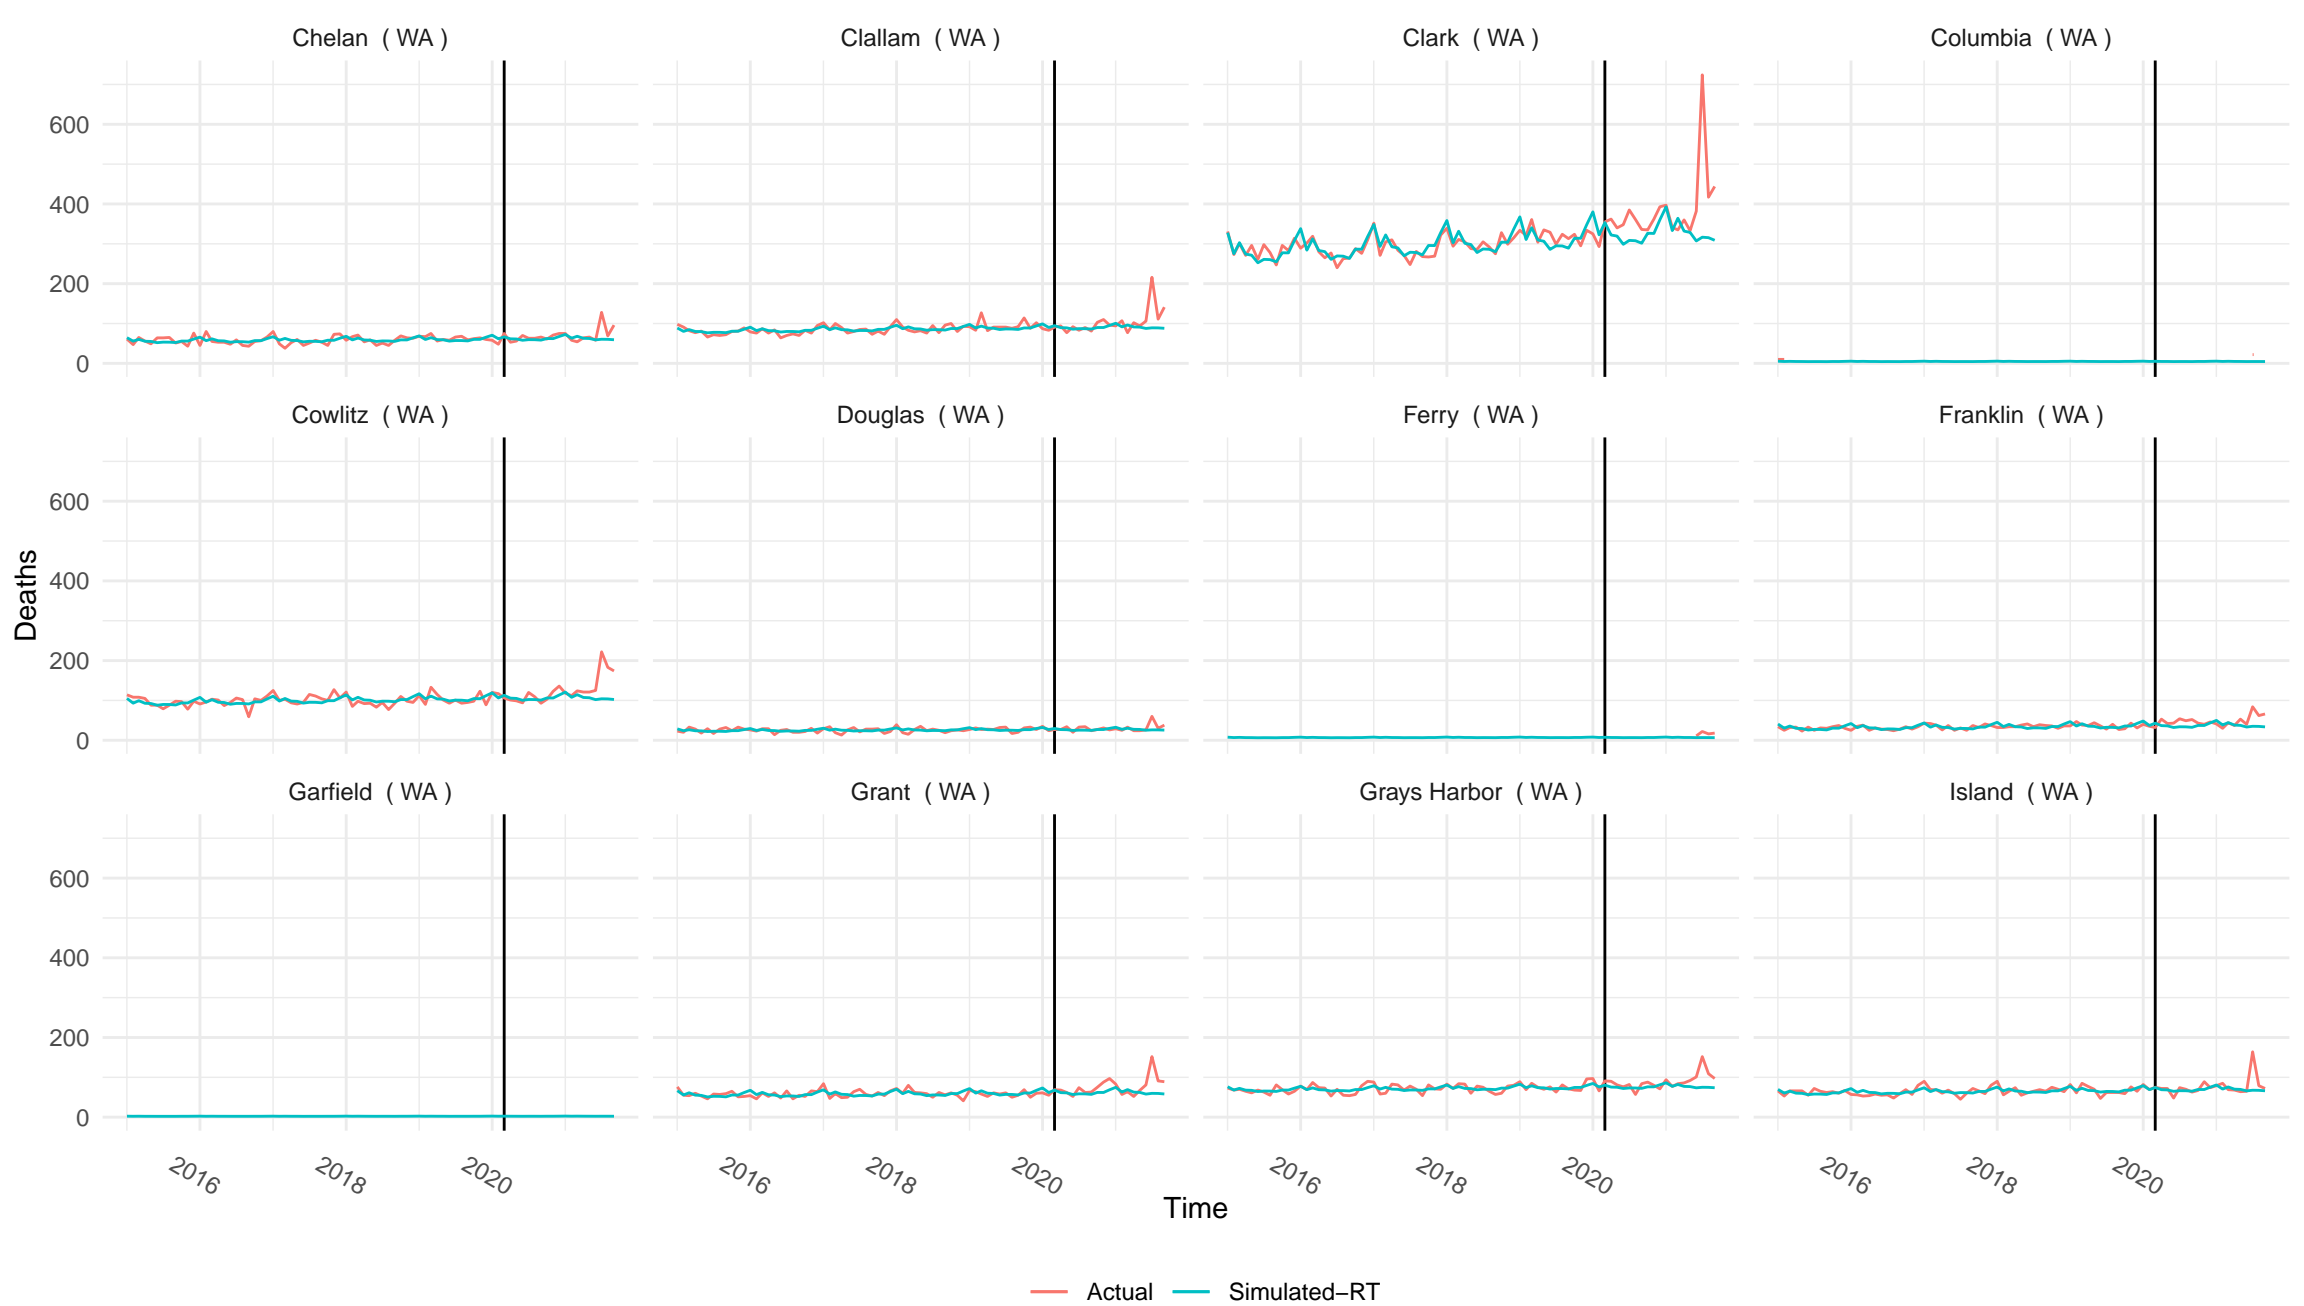 Chelan ( WA ) Clallam ( WA ) Clark ( WA ) Columbia ( WA )
600
400
200
0
Cowlitz ( WA ) Douglas ( WA ) Ferry ( WA ) Franklin ( WA )
600
400
200
0
Deaths
Garfield ( WA ) Grant ( WA ) Grays Harbor ( WA ) Island ( WA )
600
400
200
0
2016 2018 2020 2016 2018 2020 2016 2018 2020 2016 2018 2020
Time
Actual Simulated−RT